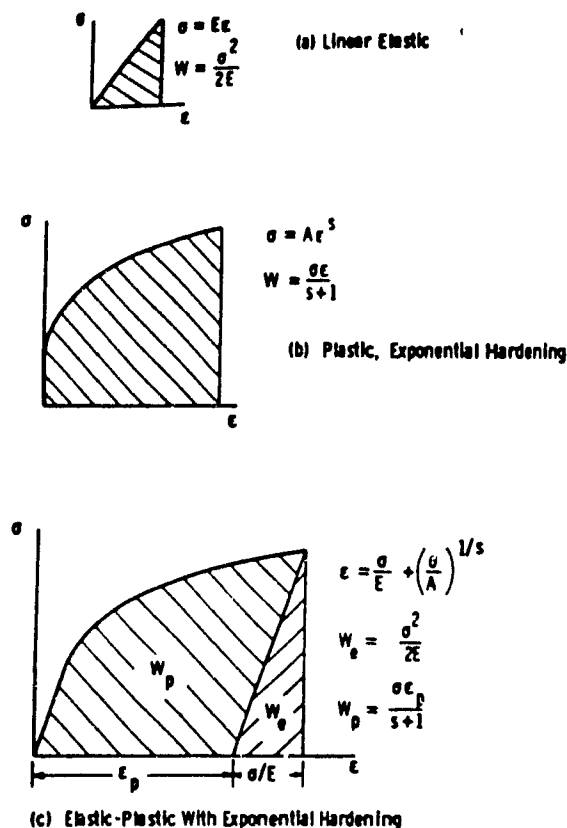 σ
σ = Eε
W = σ²/2E
ε
(a) Linear Elastic
σ
σ = Aε^s
W = σε/s+1
ε
(b) Plastic, Exponential Hardening
σ
ε = σ/E + (σ/A)^1/s
W_e = σ²/2E
W_p = σε_p/s+1
W_p
W_e
ε
ε_p
σ/E
(c) Elastic-Plastic With Exponential Hardening